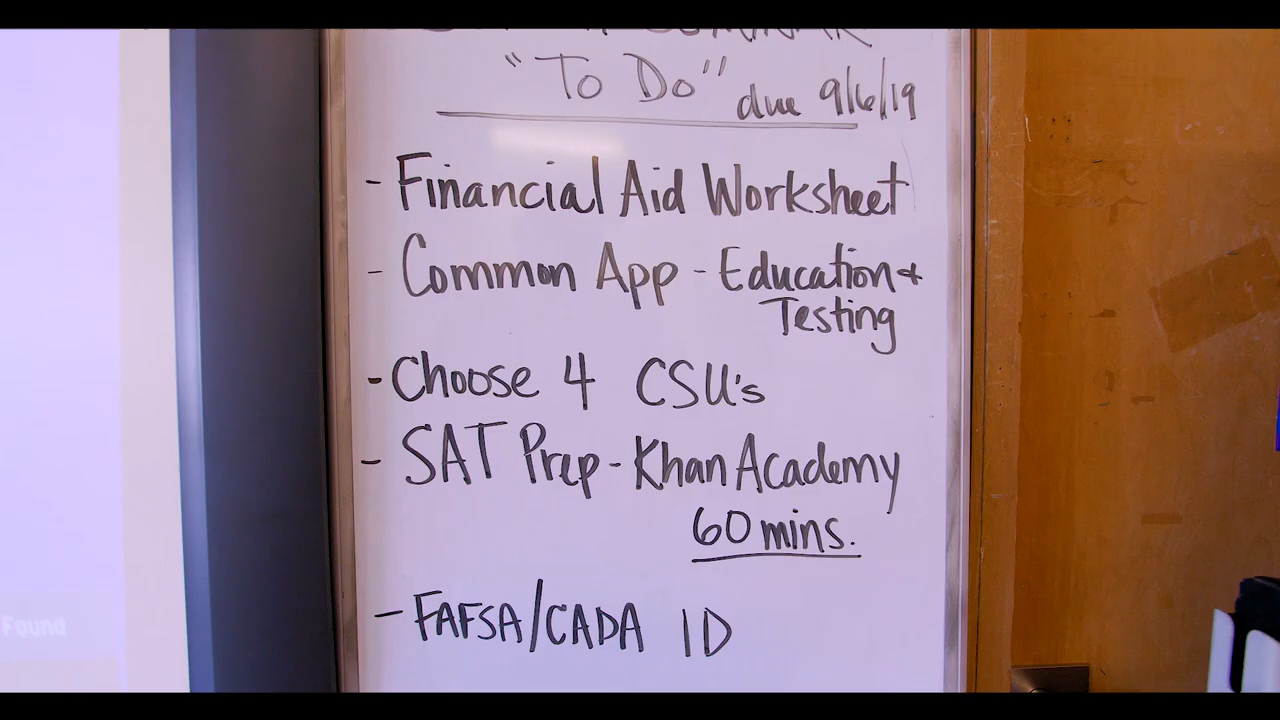 "To Do" due 9/6/19
- Financial Aid Worksheet
- Common App - Education &
Testing
- Choose 4 CSU's
- SAT Prep - Khan Academy
60 mins.
- FAFSA/CADA ID
Found